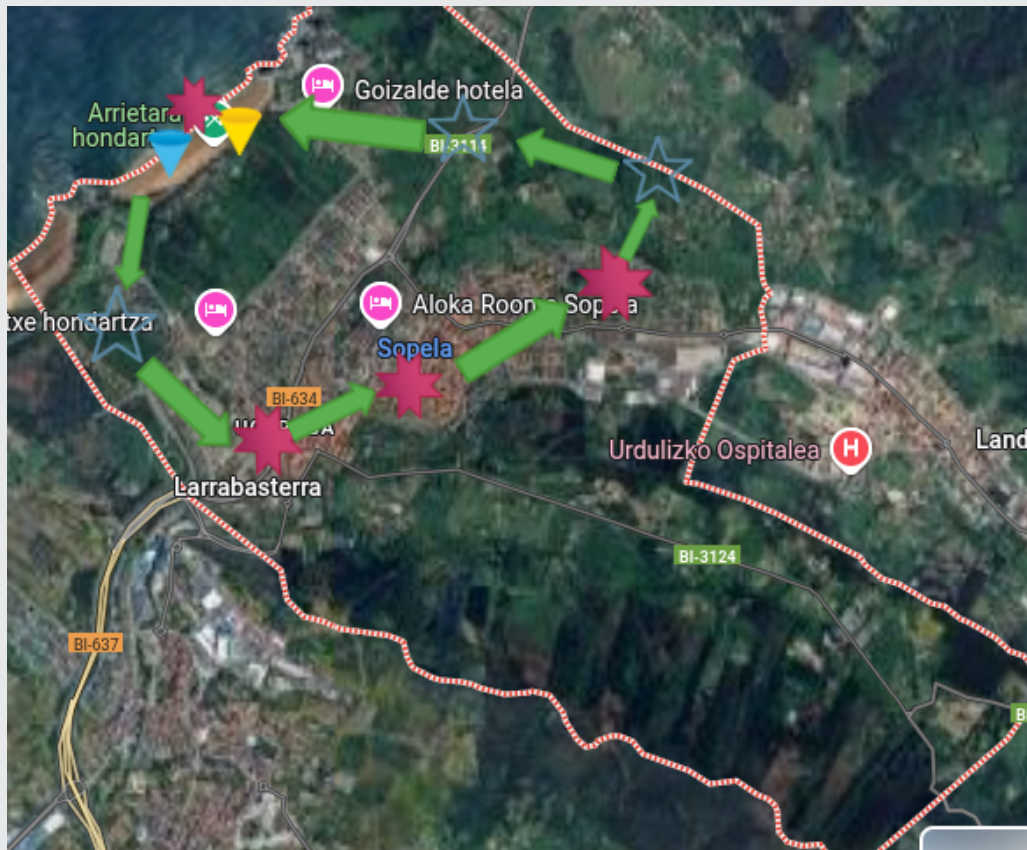 Goizalde hotela
Arrietara
hondart
BI-3114
txe hondartza
Aloka Rooms Sopela
Sopela
BI-634
Urdulizko Ospitalea
H
Land
Larrabasterra
BI-3124
BI-637
B